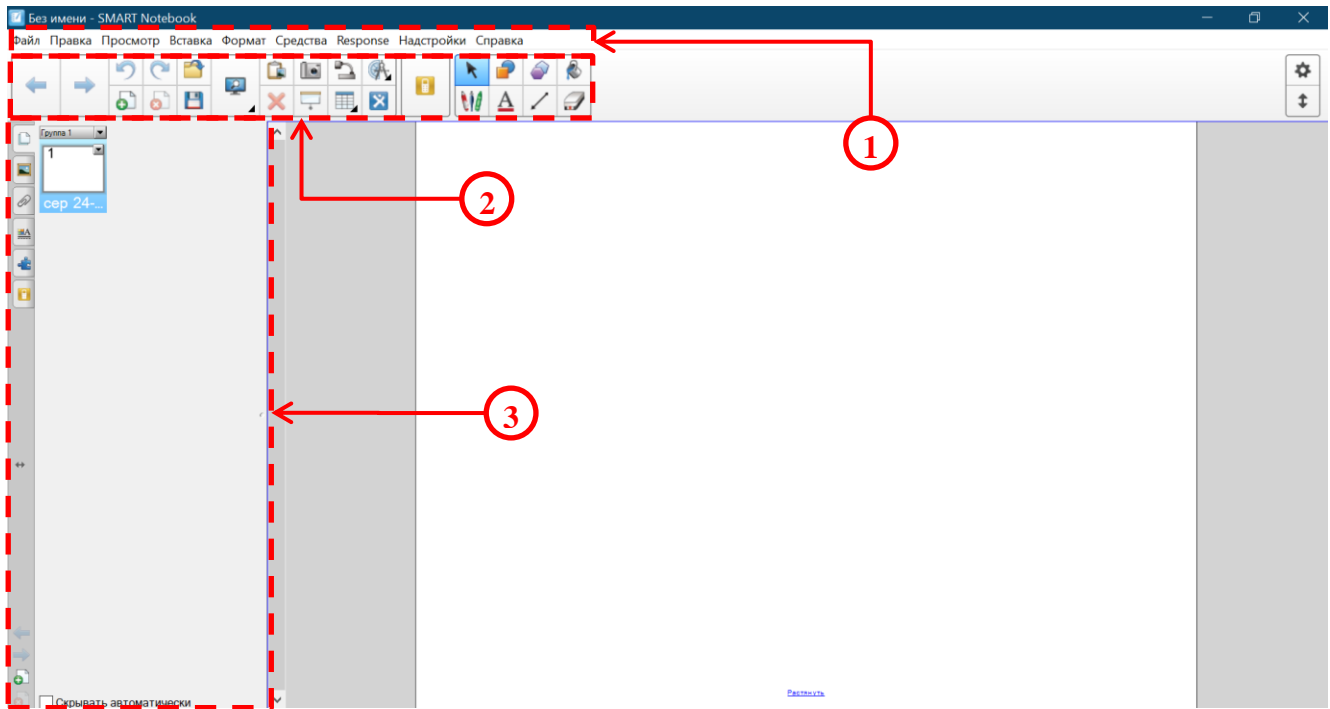 Без имени - SMART Notebook
Файл Правка Просмотр Вставка Формат Средства Response Надстройки Справка
1
2
Группа 1
1
сер 24-...
3
Скрывать автоматически
Растянуть